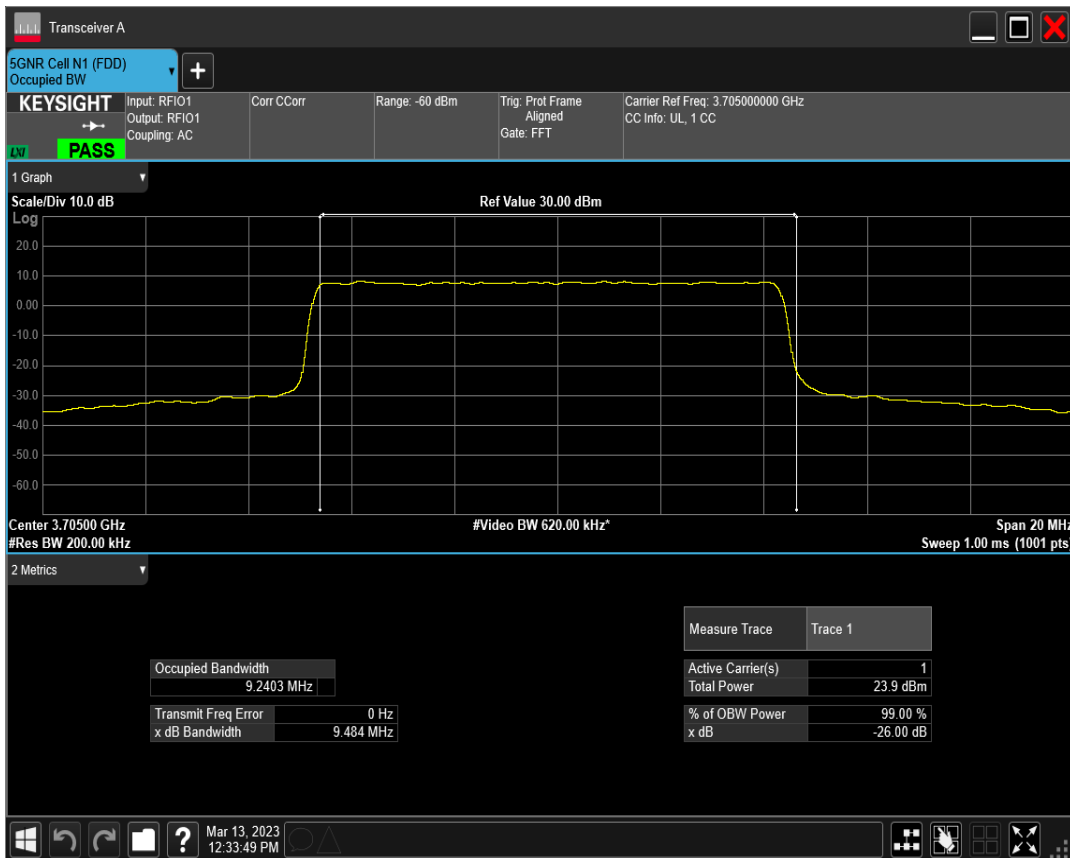 Transceiver A
5GNR Cell N1 (FDD)
Occupied BW
+
KEYSIGHT
LXI
PASS
Input: RFIO1
Output: RFIO1
Coupling: AC
Corr CCorr
Range: -60 dBm
Trig: Prot Frame
Aligned
Gate: FFT
Carrier Ref Freq: 3.705000000 GHz
CC Info: UL, 1 CC
1 Graph
Scale/Div 10.0 dB
Ref Value 30.00 dBm
Log
20.0
10.0
0.00
-10.0
-20.0
-30.0
-40.0
-50.0
-60.0
Center 3.70500 GHz
#Video BW 620.00 kHz*
Span 20 MHz
#Res BW 200.00 kHz
Sweep 1.00 ms (1001 pts)
2 Metrics
Measure Trace Trace 1
Occupied Bandwidth
9.2403 MHz
Active Carrier(s) 1
Total Power 23.9 dBm
Transmit Freq Error 0 Hz
x dB Bandwidth 9.484 MHz
% of OBW Power 99.00 %
x dB -26.00 dB
?
Mar 13, 2023
12:33:49 PM